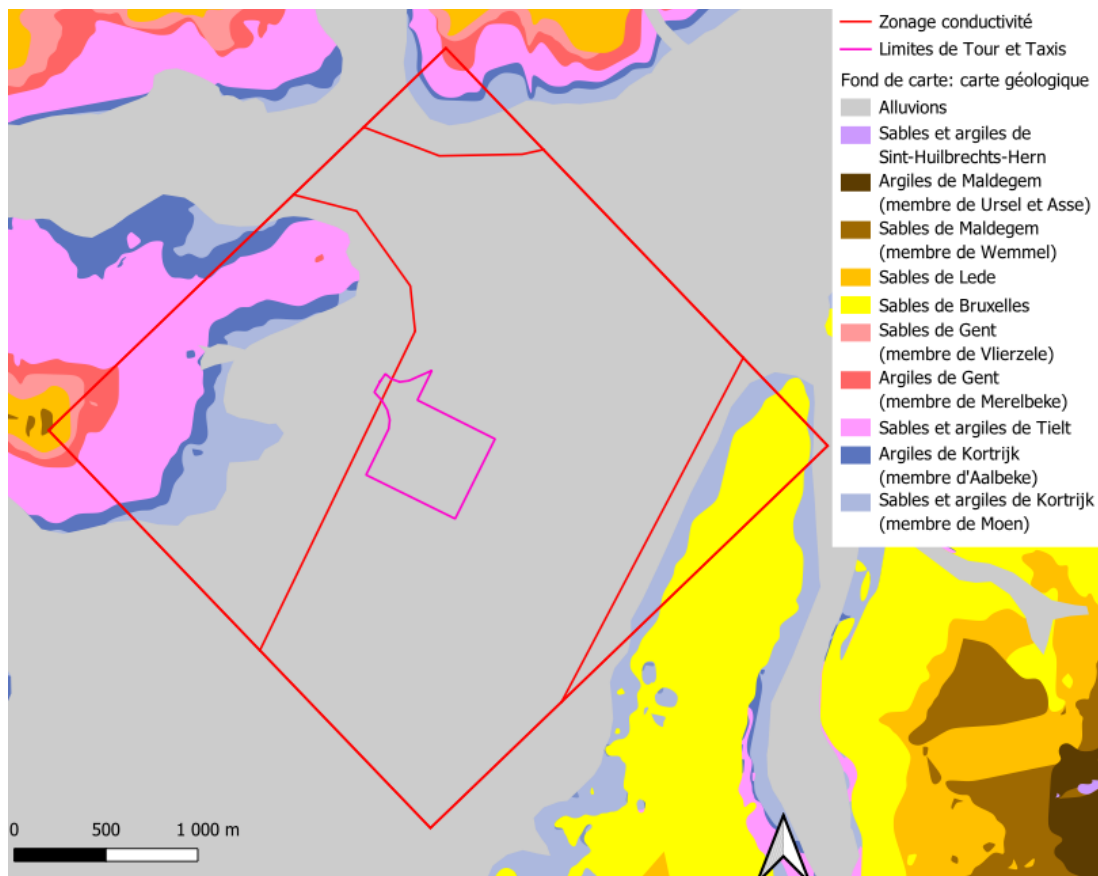 Zonage conductivité
Limites de Tour et Taxis
Fond de carte: carte géologique
Alluvions
Sables et argiles de
Sint-Huilbrechts-Hern
Argiles de Maldegem
(membre de Ursel et Asse)
Sables de Maldegem
(membre de Wemmel)
Sables de Lede
Sables de Bruxelles
Sables de Gent
(membre de Vlierzele)
Argiles de Gent
(membre de Merelbeke)
Sables et argiles de Tielt
Argiles de Kortrijk
(membre d'Aalbeke)
Sables et argiles de Kortrijk
(membre de Moen)
0 500 1 000 m